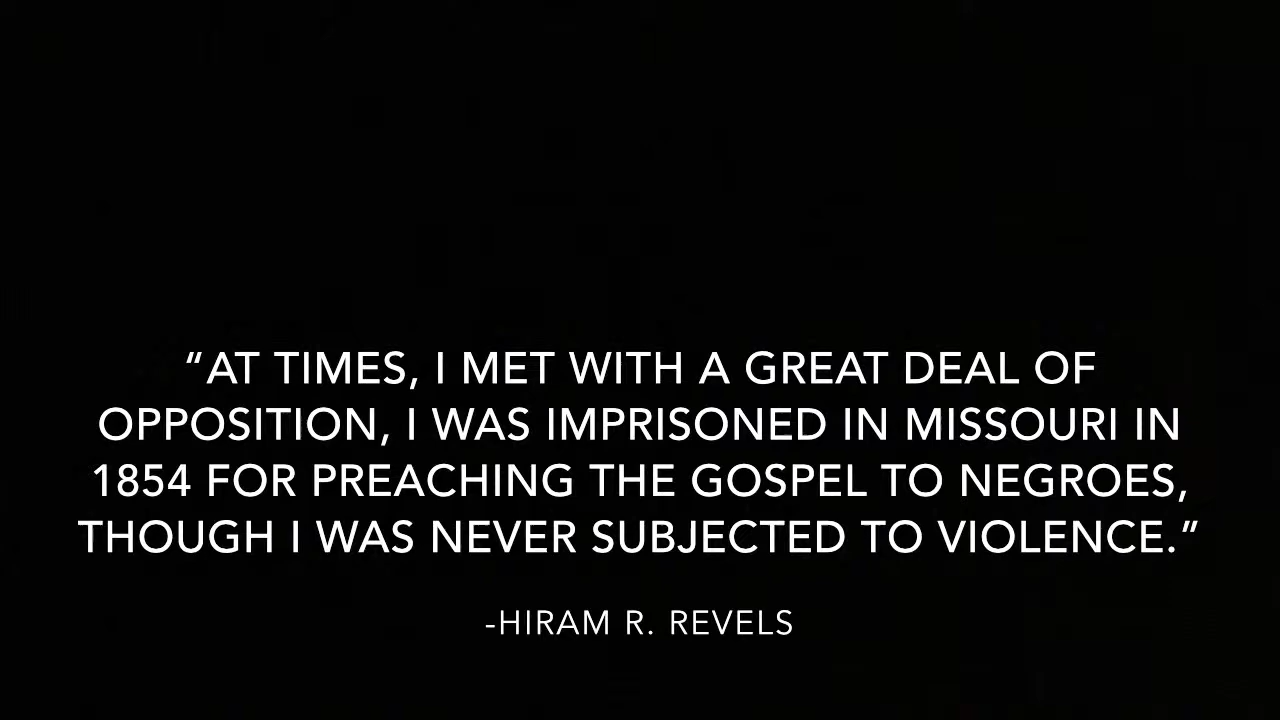 “AT TIMES, I MET WITH A GREAT DEAL OF
OPPOSITION, I WAS IMPRISONED IN MISSOURI IN
1854 FOR PREACHING THE GOSPEL TO NEGROES,
THOUGH I WAS NEVER SUBJECTED TO VIOLENCE.”
-HIRAM R. REVELS